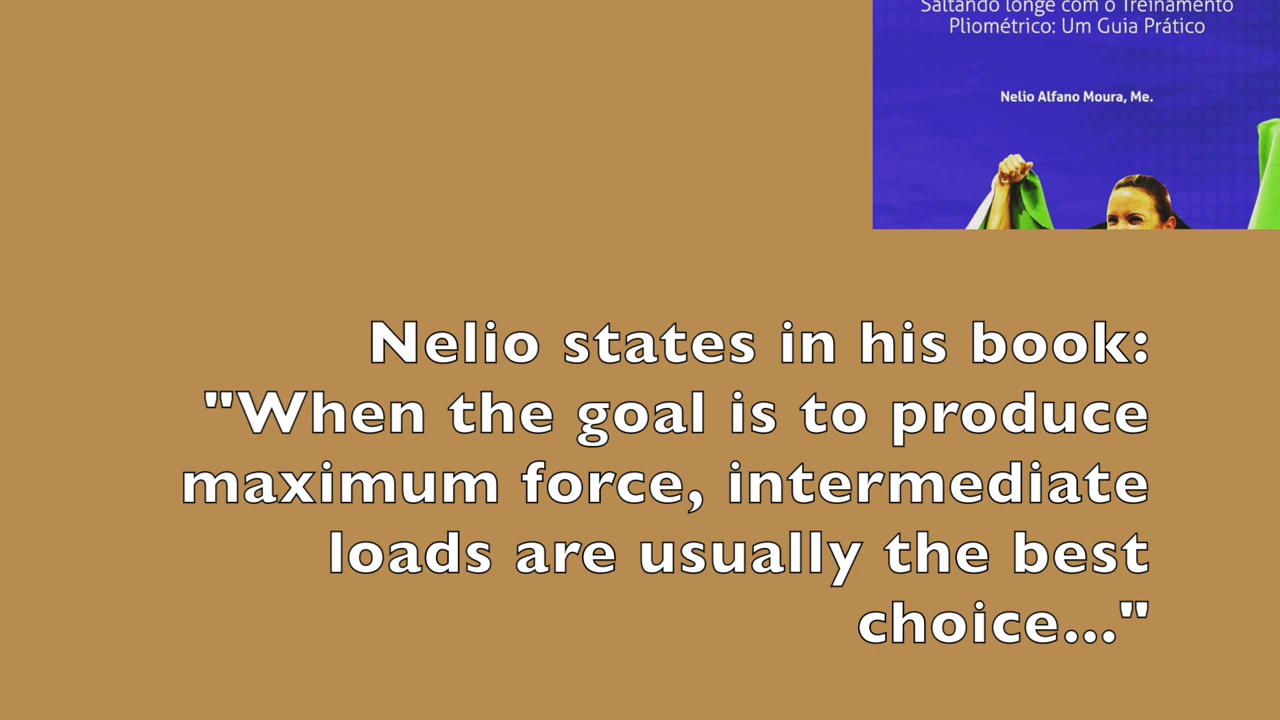 Saltando longe com o Treinamento
Pliométrico: Um Guia Prático
Nelio Alfano Moura, Me.
Nelio states in his book:
"When the goal is to produce
maximum force, intermediate
loads are usually the best
choice..."